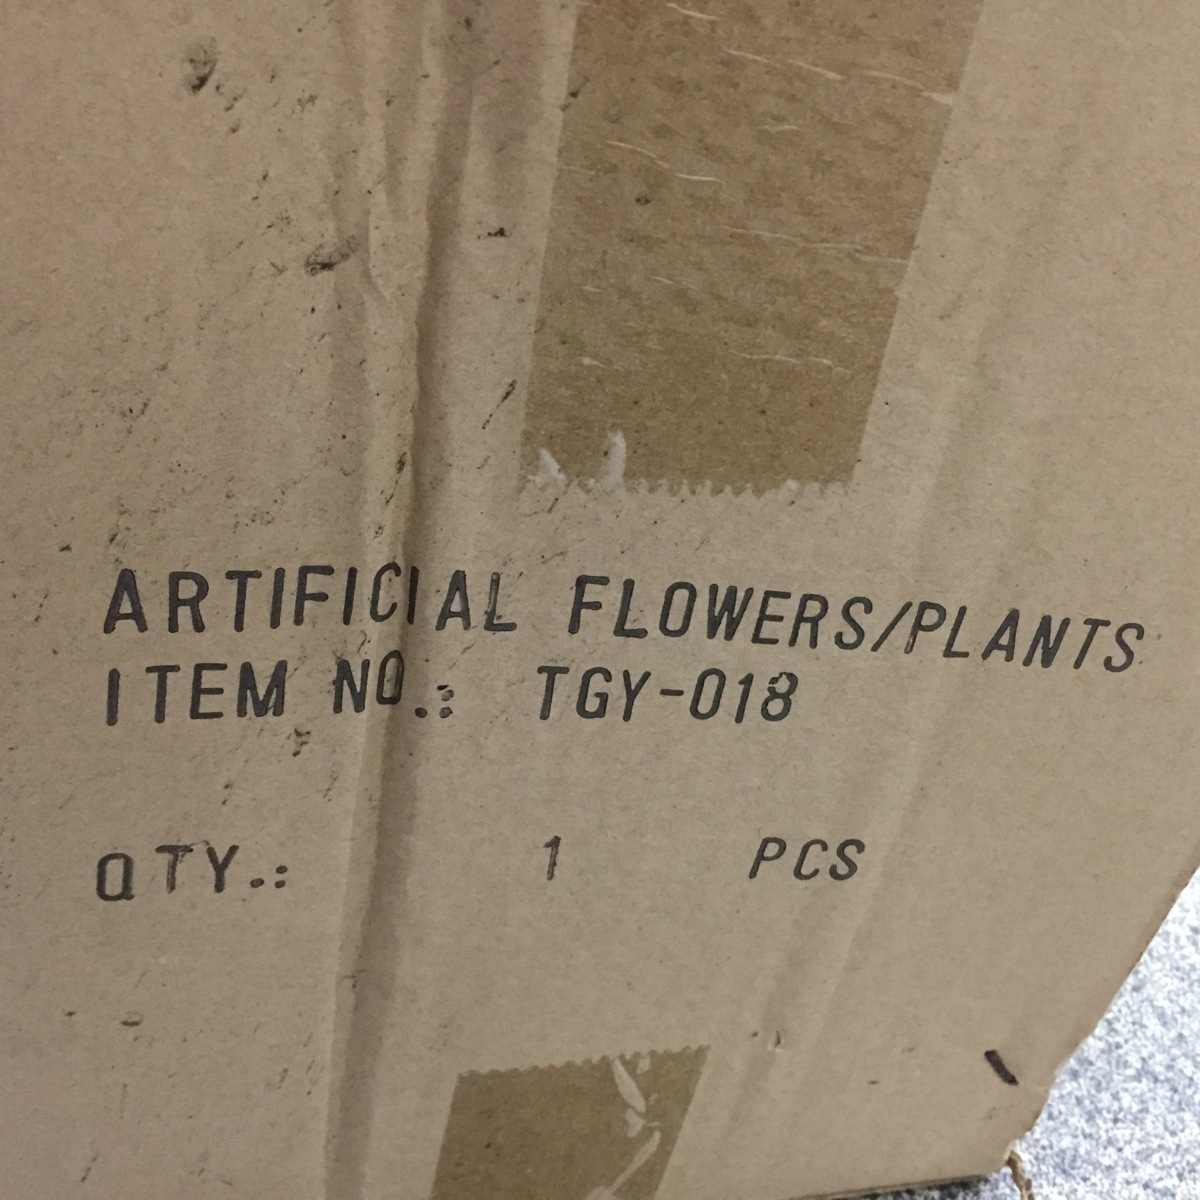 ARTIFICIAL FLOWERS/PLANTS
ITEM NO.: TGY-018
QTY.: 1 PCS